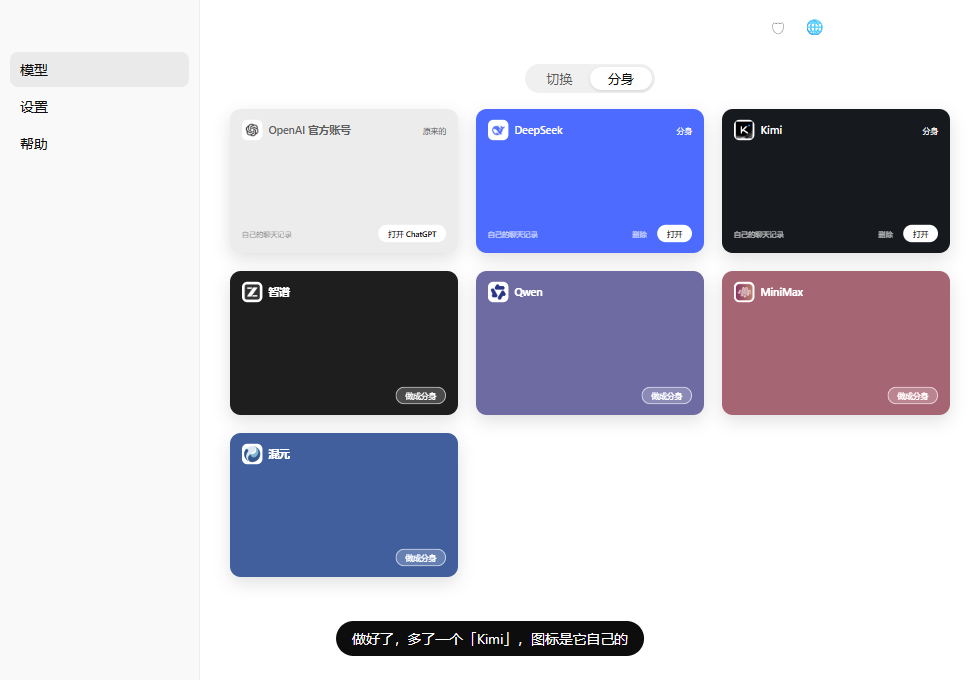 模型
设置
帮助
切换
分身
OpenAI 官方账号
原来的
自己的聊天记录
打开 ChatGPT
DeepSeek
分身
自己的聊天记录
删除
打开
Kimi
分身
自己的聊天记录
删除
打开
智谱
做成分身
Qwen
做成分身
MiniMax
做成分身
混元
做成分身
做好了，多了一个「Kimi」，图标是它自己的